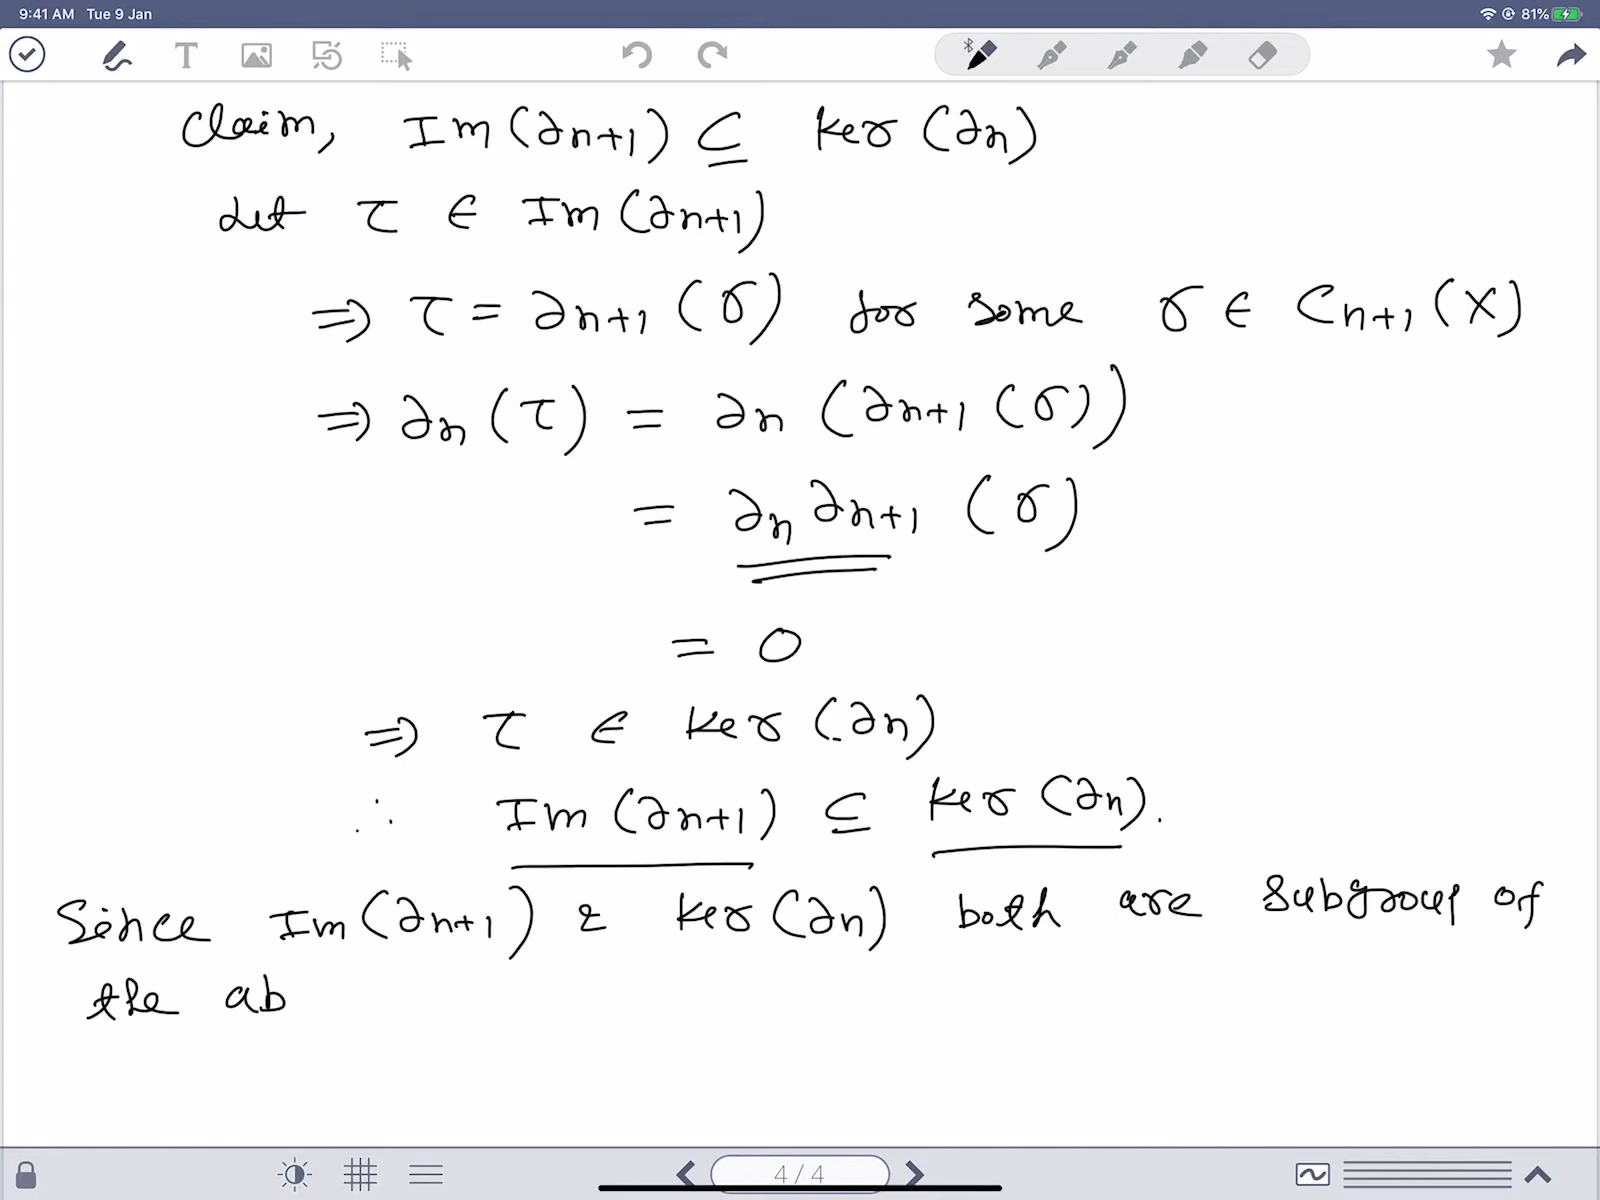 9:41 AM Tue 9 Jan
81%
T
Claim, Im(∂n+1) ⊆ Ker(∂n)
Let τ ∈ Im(∂n+1)
⇒ τ = ∂n+1(σ) for some σ ∈ Cn+1(X)
⇒ ∂n(τ) = ∂n(∂n+1(σ))
= ∂n∂n+1(σ)
= 0
⇒ τ ∈ Ker(∂n)
∴ Im(∂n+1) ⊆ Ker(∂n).
Since Im(∂n+1) & Ker(∂n) both are subgroup of
the ab
4 / 4